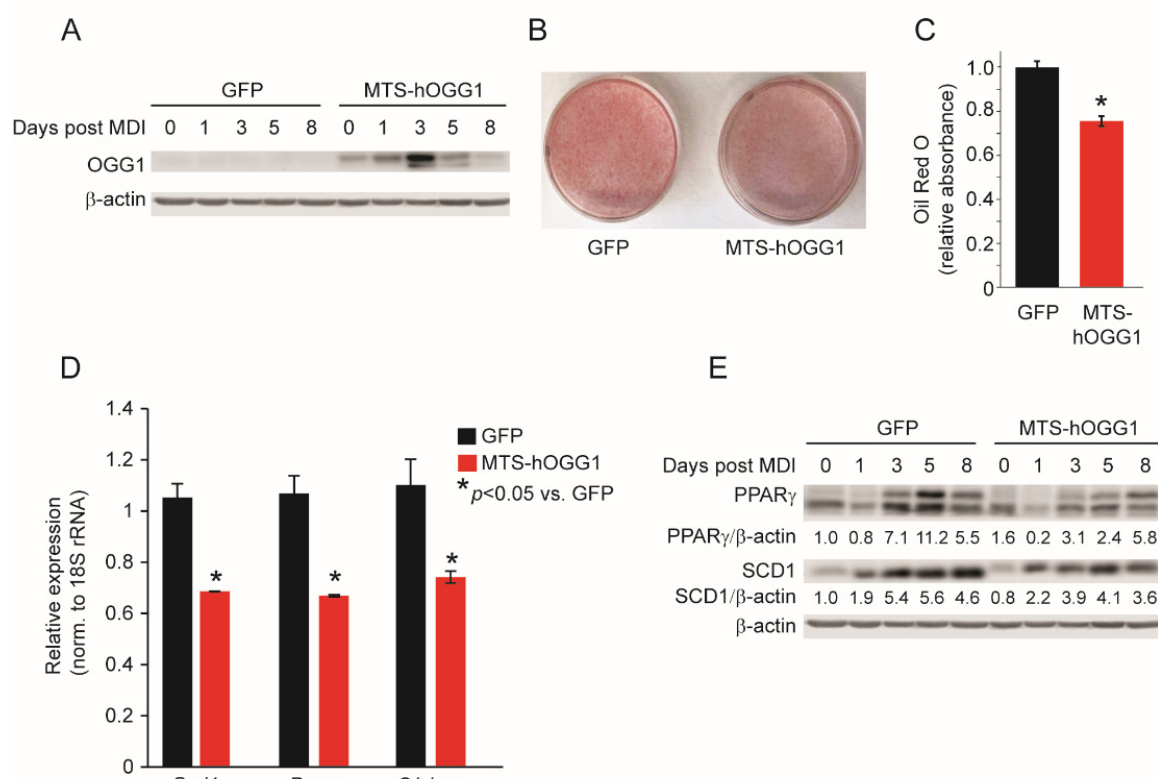 A
GFP MTS-hOGG1
Days post MDI 0 1 3 5 8 0 1 3 5 8
OGG1
β-actin
B
GFP MTS-hOGG1
C
Oil Red O
(relative absorbance)
1.0
0.8
0.6
0.4
0.2
0
*
GFP MTS-
hOGG1
D
Relative expression
(norm. to 18S rRNA)
1.4
1.2
1
0.8
0.6
0.4
0.2
0
GFP
MTS-hOGG1
*p<0.05 vs. GFP
* * *
E
GFP MTS-hOGG1
Days post MDI 0 1 3 5 8 0 1 3 5 8
PPARγ
PPARγ/β-actin 1.0 0.8 7.1 11.2 5.5 1.6 0.2 3.1 2.4 5.8
SCD1
SCD1/β-actin 1.0 1.9 5.4 5.6 4.6 0.8 2.2 3.9 4.1 3.6
β-actin